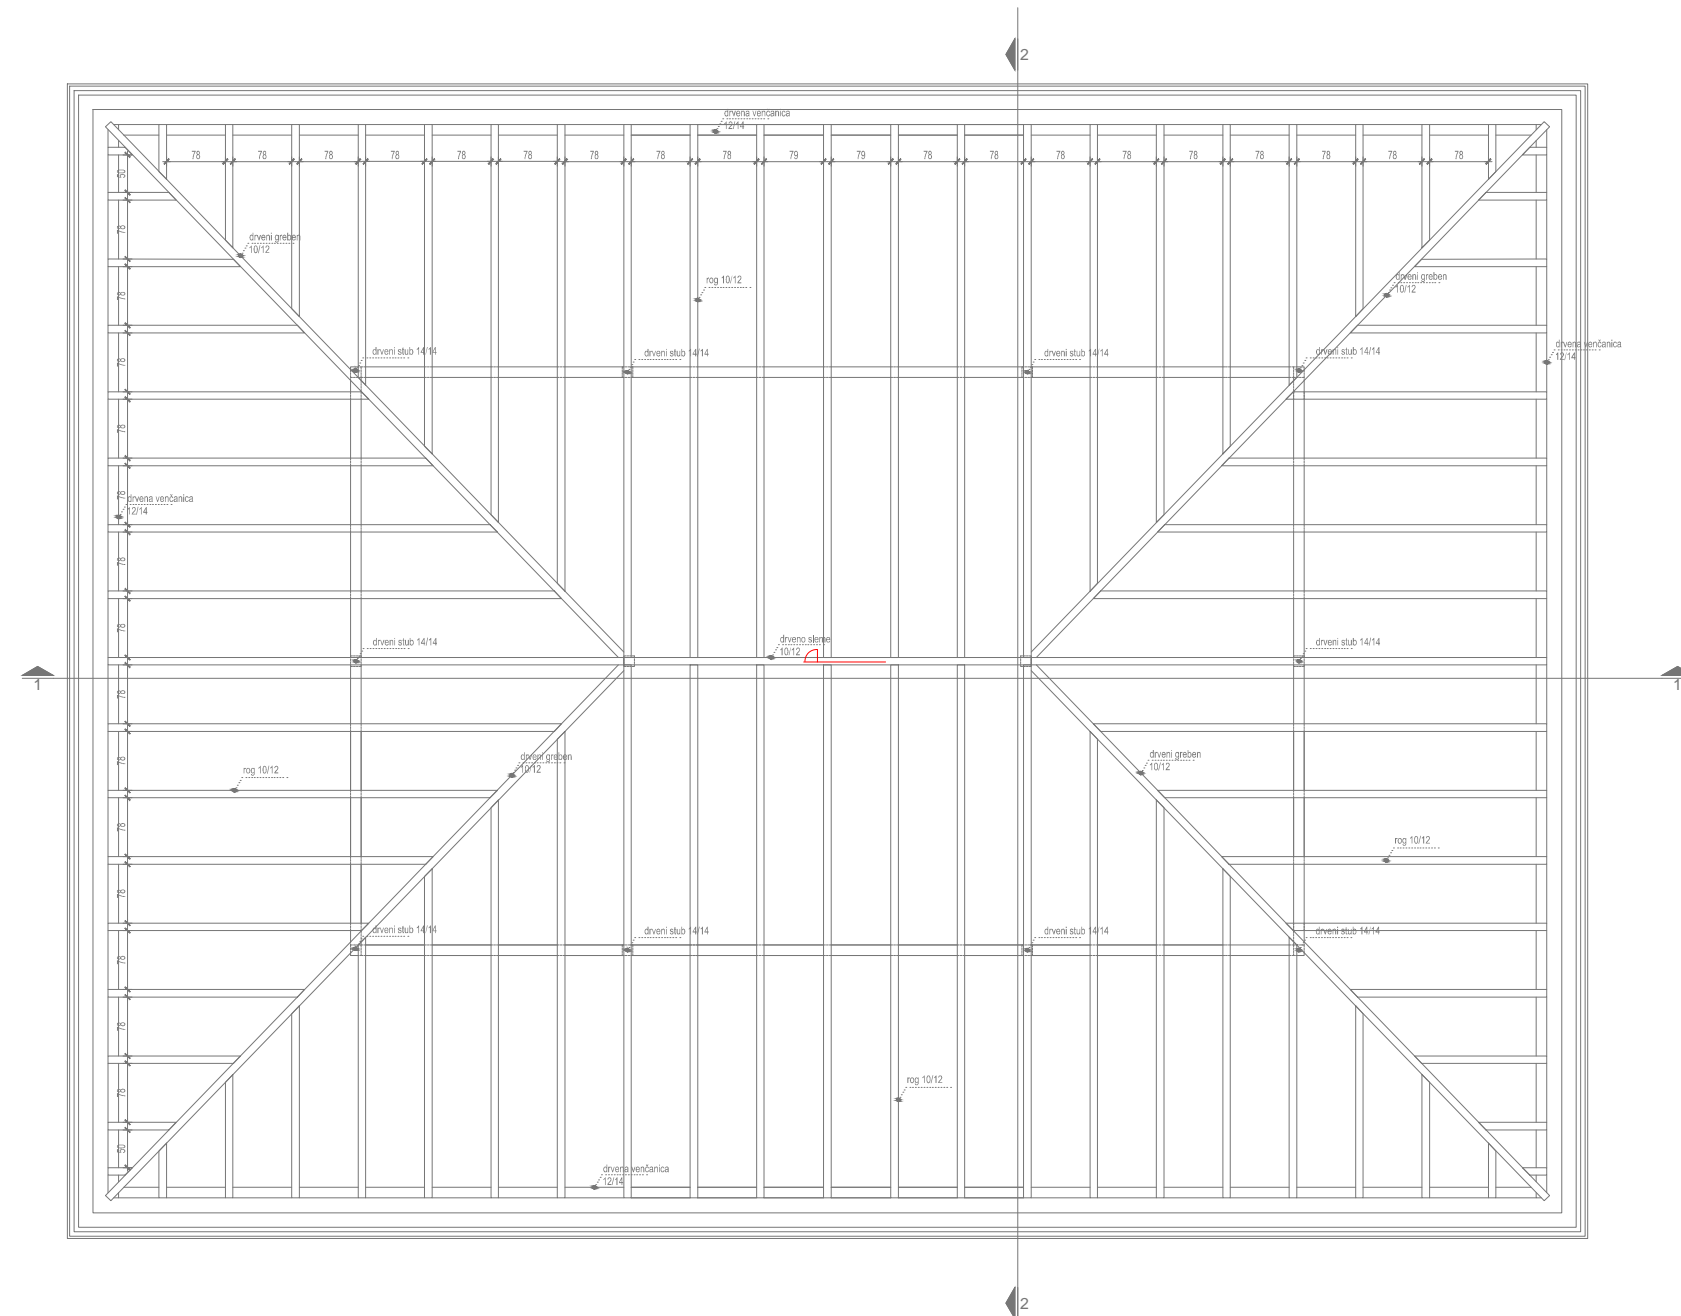 2
drvena venčanica
12/14
78 78 78 78 78 78 78 78 78 79 79 78 78 78 78 78 78 78 78 78
50
78
drveni greben
10/12
78
rog 10/12
drveni greben
10/12
78
drveni stub 14/14
drveni stub 14/14
drveni stub 14/14
drveni stub 14/14
drvena venčanica
12/14
78
78
drvena venčanica
12/14
78
78
drveni stub 14/14
drveno sleme
10/12
drveni stub 14/14
1
1
78
78
drveni greben
10/12
drveni greben
10/12
rog 10/12
78
rog 10/12
78
drveni stub 14/14
drveni stub 14/14
drveni stub 14/14
drveni stub 14/14
78
78
78
rog 10/12
50
drvena venčanica
12/14
2